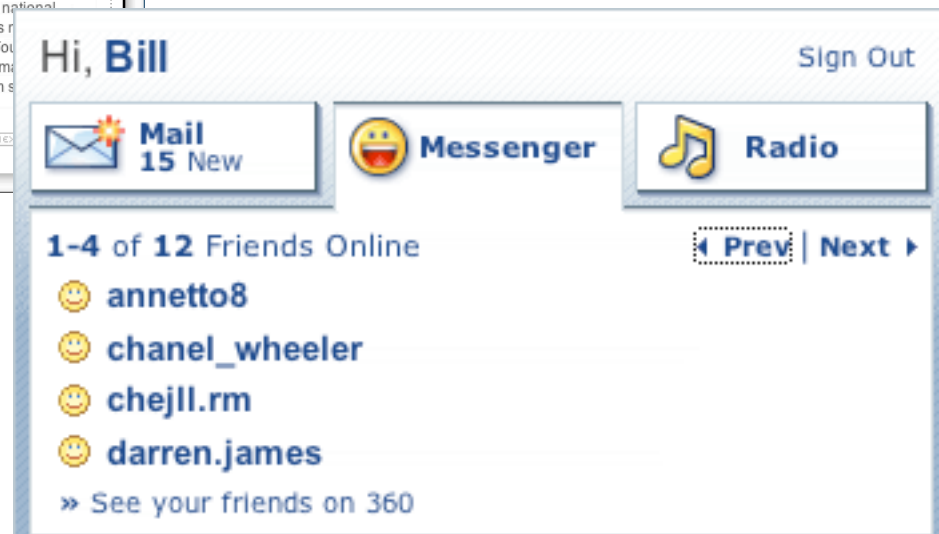 national
Hi, Bill
Sign Out
Mail
15 New
Messenger
Radio
1-4 of 12 Friends Online
Prev | Next
annetto8
chanel_wheeler
chejll.rm
darren.james
» See your friends on 360